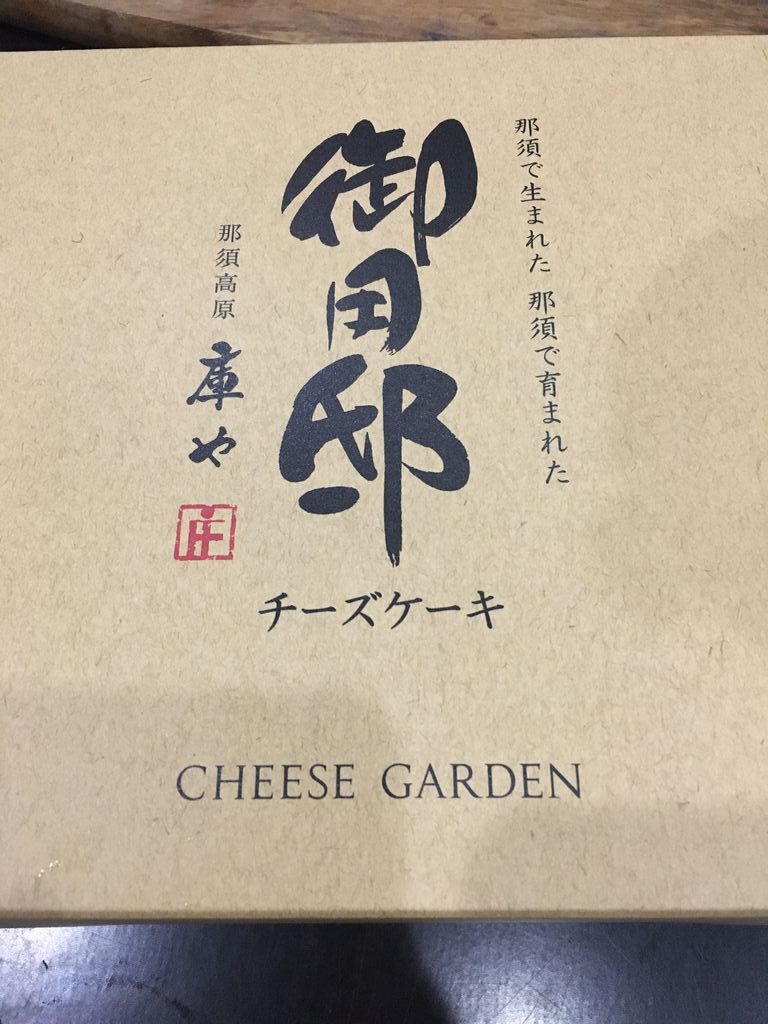 那須で生まれた 那須で育まれた
御用邸
那須高原
庫や
チーズケーキ
CHEESE GARDEN